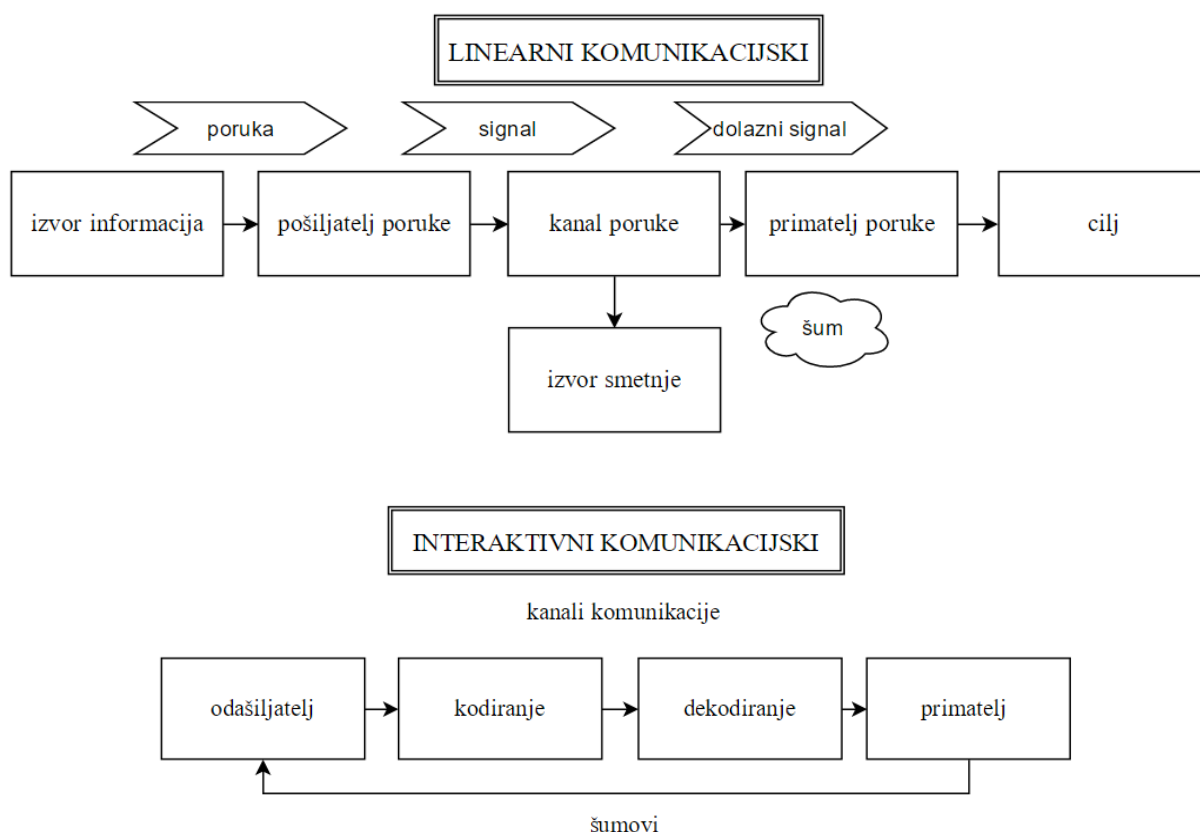 LINEARNI KOMUNIKACIJSKI
poruka
signal
dolazni signal
izvor informacija
pošiljatelj poruke
kanal poruke
primatelj poruke
cilj
šum
izvor smetnje
INTERAKTIVNI KOMUNIKACIJSKI
kanali komunikacije
odašiljatelj
kodiranje
dekodiranje
primatelj
šumovi